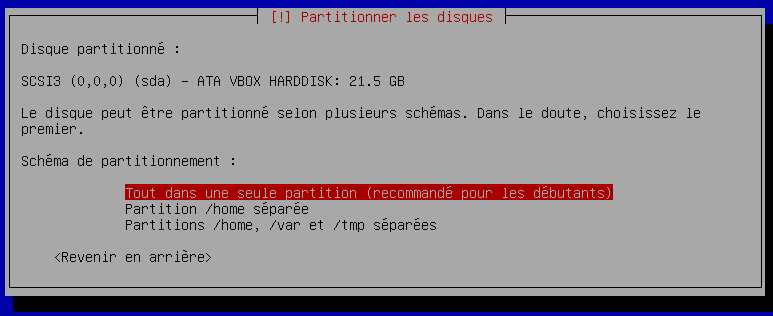 [!] Partitionner les disques
Disque partitionné :
SCSI3 (0,0,0) (sda) - ATA VBOX HARDDISK: 21.5 GB
Le disque peut être partitionné selon plusieurs schémas. Dans le doute, choisissez le
premier.
Schéma de partitionnement :
Tout dans une seule partition (recommandé pour les débutants)
Partition /home séparée
Partitions /home, /var et /tmp séparées
<Revenir en arrière>